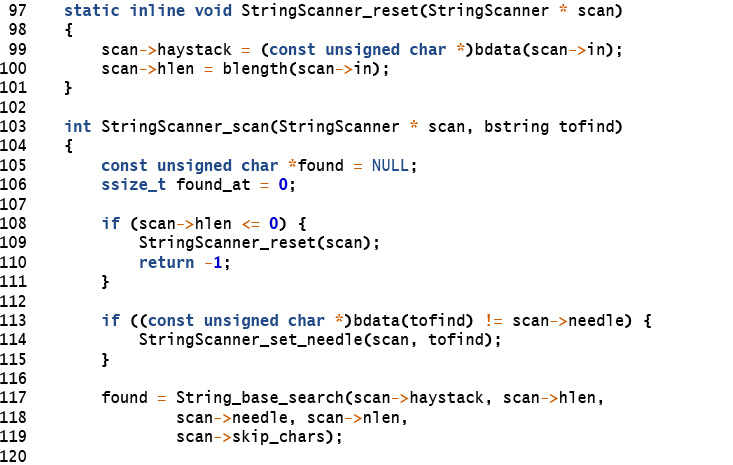 97 static inline void StringScanner_reset(StringScanner * scan)
98 {
99     scan->haystack = (const unsigned char *)bdata(scan->in);
100     scan->hlen = blength(scan->in);
101 }
102
103 int StringScanner_scan(StringScanner * scan, bstring tofind)
104 {
105     const unsigned char *found = NULL;
106     ssize_t found_at = 0;
107
108     if (scan->hlen <= 0) {
109         StringScanner_reset(scan);
110         return -1;
111     }
112
113     if ((const unsigned char *)bdata(tofind) != scan->needle) {
114         StringScanner_set_needle(scan, tofind);
115     }
116
117     found = String_base_search(scan->haystack, scan->hlen,
118             scan->needle, scan->nlen,
119             scan->skip_chars);
120